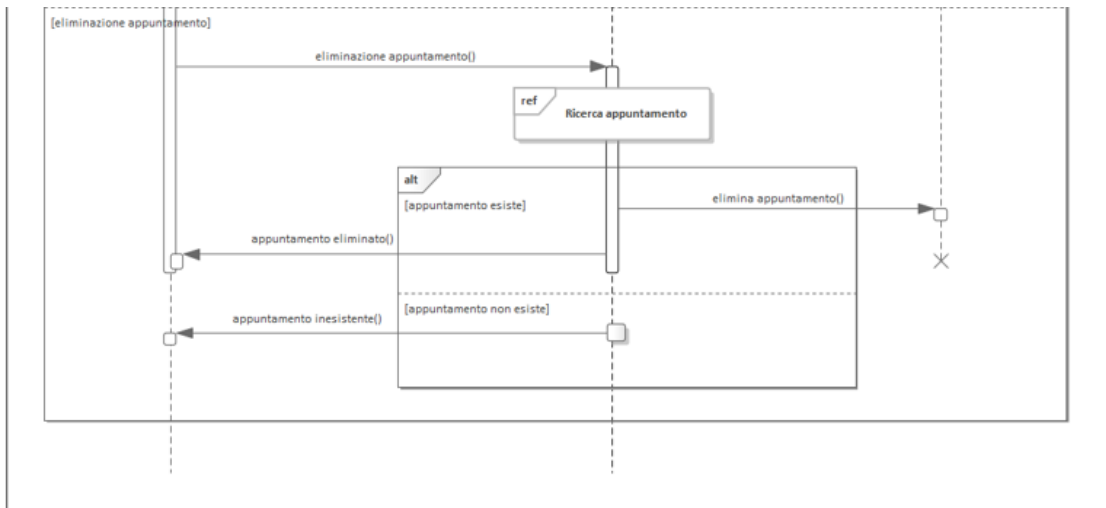 [eliminazione appuntamento]
eliminazione appuntamento()
ref
Ricerca appuntamento
alt
[appuntamento esiste]
elimina appuntamento()
appuntamento eliminato()
[appuntamento non esiste]
appuntamento inesistente()